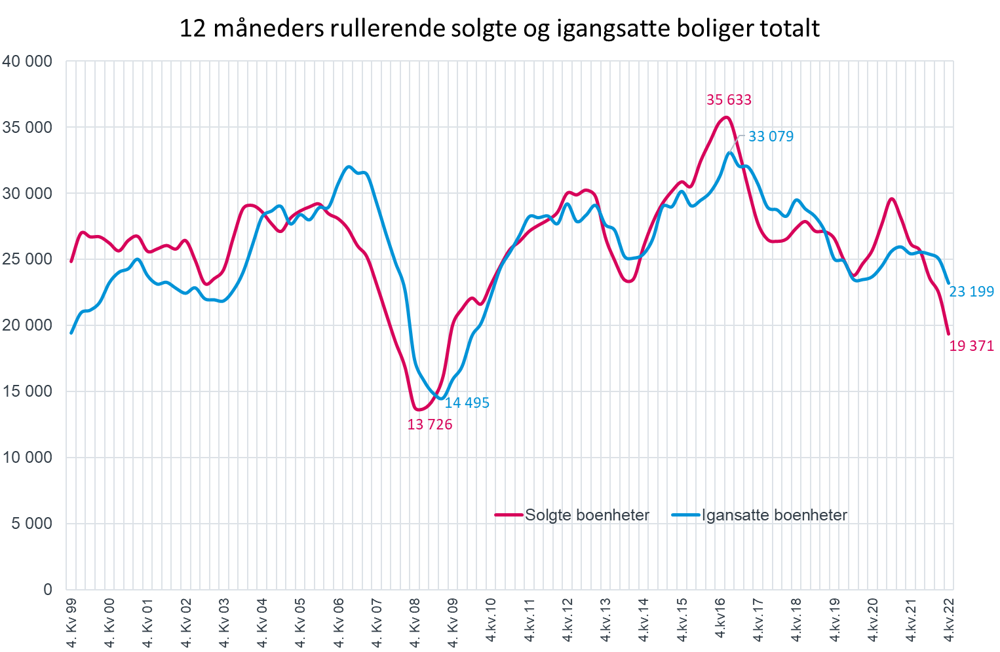 12 måneders rullerende solgte og igangsatte boliger totalt
40 000
35 000
30 000
25 000
20 000
15 000
10 000
5 000
0
35 633
33 079
23 199
19 371
14 495
13 726
Solgte boenheter
Igansatte boenheter
4. Kv 99
4. Kv 00
4. Kv 01
4. Kv 02
4. Kv 03
4. Kv 04
4. Kv 05
4. Kv 06
4. Kv 07
4. Kv 08
4. Kv 09
4.kv.10
4.kv.11
4.kv.12
4.kv.13
4.kv.14
4.kv.15
4.kv16
4.kv.17
4.kv.18
4.kv.19
4.kv.20
4.kv.21
4.kv.22